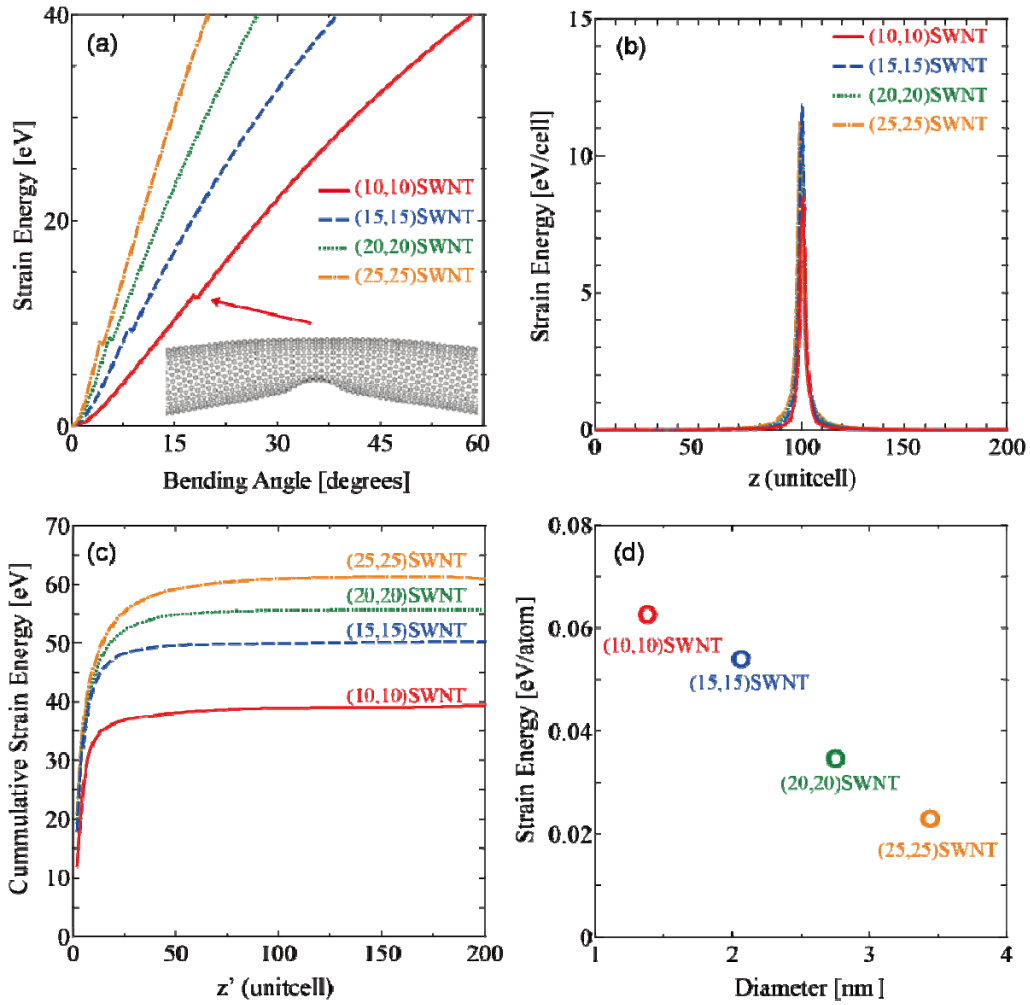 (a)
Strain Energy [eV]
40
20
0
(10,10)SWNT
(15,15)SWNT
(20,20)SWNT
(25,25)SWNT
0 15 30 45 60
Bending Angle [degrees]
(b)
Strain Energy [eV/cell]
15
10
5
0
(10,10)SWNT
(15,15)SWNT
(20,20)SWNT
(25,25)SWNT
0 50 100 150 200
z (unitcell)
(c)
Cummulative Strain Energy [eV]
70
60
50
40
30
20
10
0
(25,25)SWNT
(20,20)SWNT
(15,15)SWNT
(10,10)SWNT
0 50 100 150 200
z' (unitcell)
(d)
Strain Energy [eV/atom]
0.08
0.06
0.04
0.02
0
(10,10)SWNT
(15,15)SWNT
(20,20)SWNT
(25,25)SWNT
1 2 3 4
Diameter [nm]